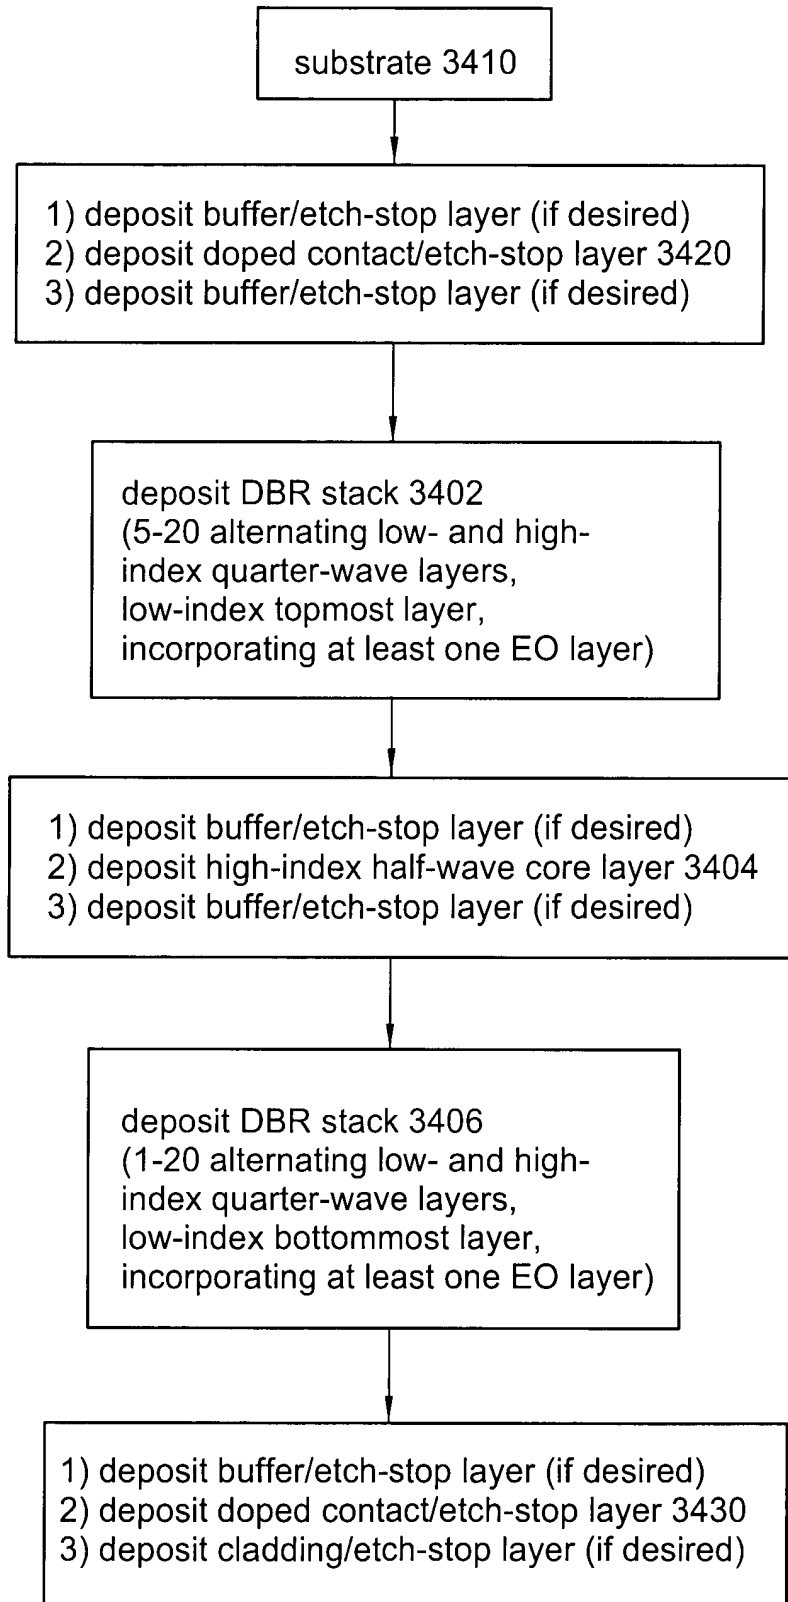 substrate 3410
1) deposit buffer/etch-stop layer (if desired)
2) deposit doped contact/etch-stop layer 3420
3) deposit buffer/etch-stop layer (if desired)
deposit DBR stack 3402
(5-20 alternating low- and high-
index quarter-wave layers,
low-index topmost layer,
incorporating at least one EO layer)
1) deposit buffer/etch-stop layer (if desired)
2) deposit high-index half-wave core layer 3404
3) deposit buffer/etch-stop layer (if desired)
deposit DBR stack 3406
(1-20 alternating low- and high-
index quarter-wave layers,
low-index bottommost layer,
incorporating at least one EO layer)
1) deposit buffer/etch-stop layer (if desired)
2) deposit doped contact/etch-stop layer 3430
3) deposit cladding/etch-stop layer (if desired)